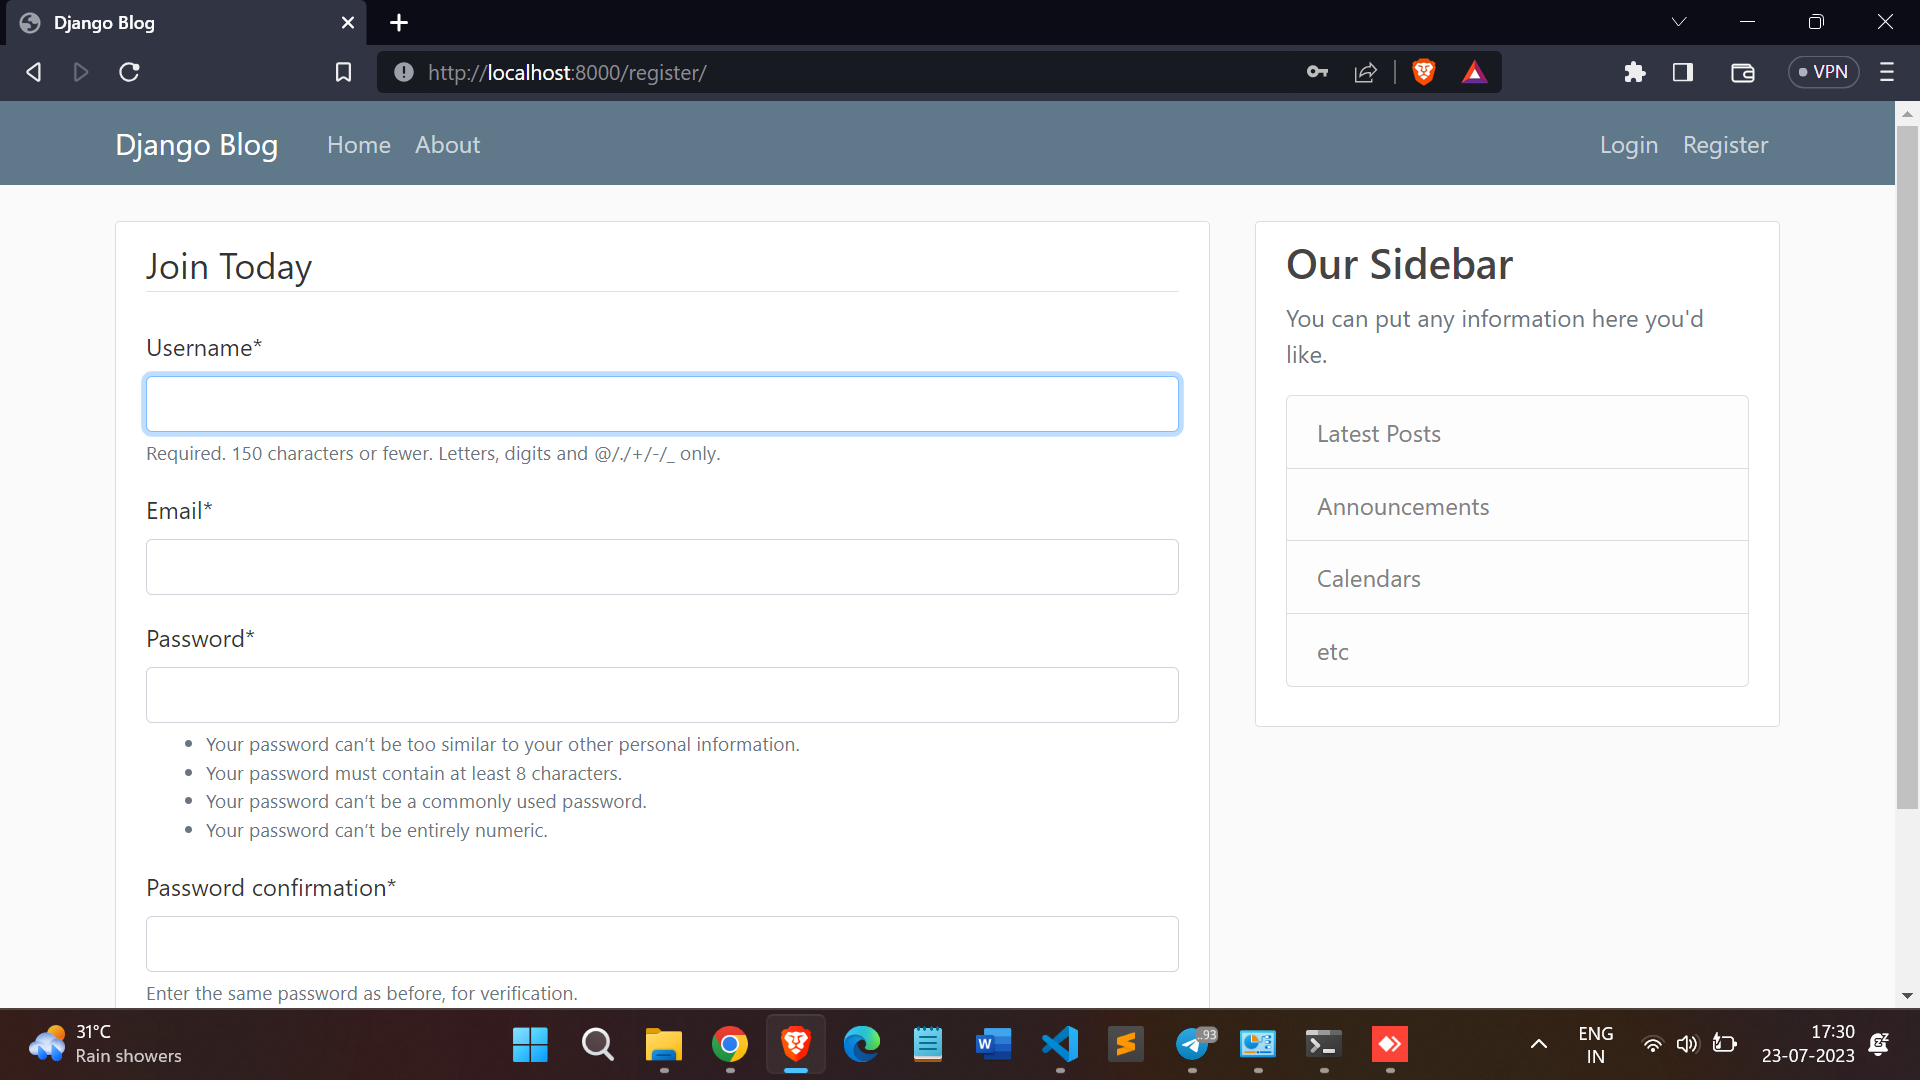 Django Blog
http://localhost:8000/register/
VPN
Django Blog
Home
About
Login
Register
Join Today
Username*
Required. 150 characters or fewer. Letters, digits and @/./+/-/_ only.
Email*
Password*
Your password can’t be too similar to your other personal information.
Your password must contain at least 8 characters.
Your password can’t be a commonly used password.
Your password can’t be entirely numeric.
Password confirmation*
Enter the same password as before, for verification.
Our Sidebar
You can put any information here you'd
like.
Latest Posts
Announcements
Calendars
etc
31°C
Rain showers
W
..93
ENG
IN
17:30
23-07-2023